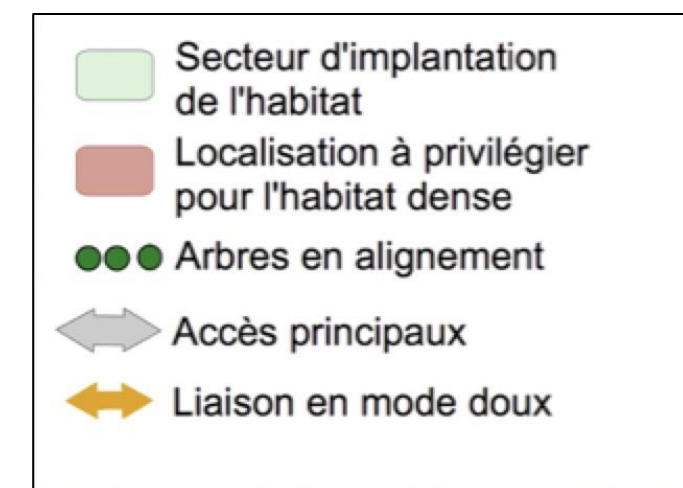 Secteur d'implantation
de l'habitat
Localisation à privilégier
pour l'habitat dense
Arbres en alignement
Accès principaux
Liaison en mode doux